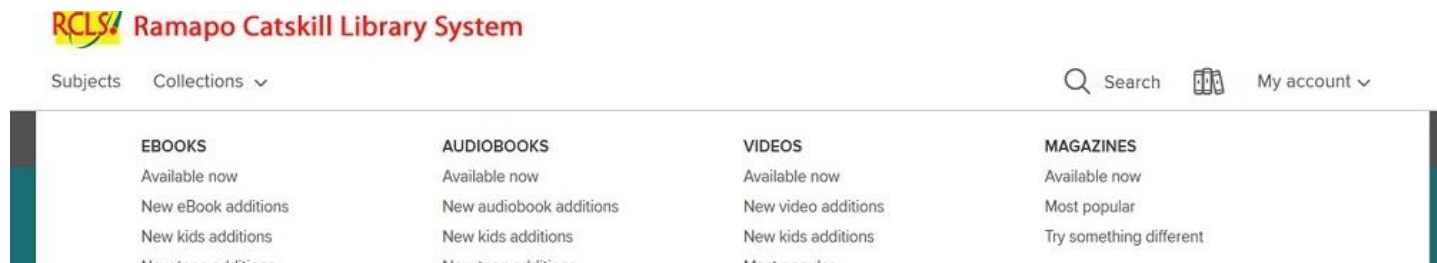 RCLS! Ramapo Catskill Library System
Subjects Collections
Search My account
EBOOKS AUDIOBOOKS VIDEOS MAGAZINES
Available now Available now Available now Available now
New eBook additions New audiobook additions New video additions Most popular
New kids additions New kids additions New kids additions Try something different